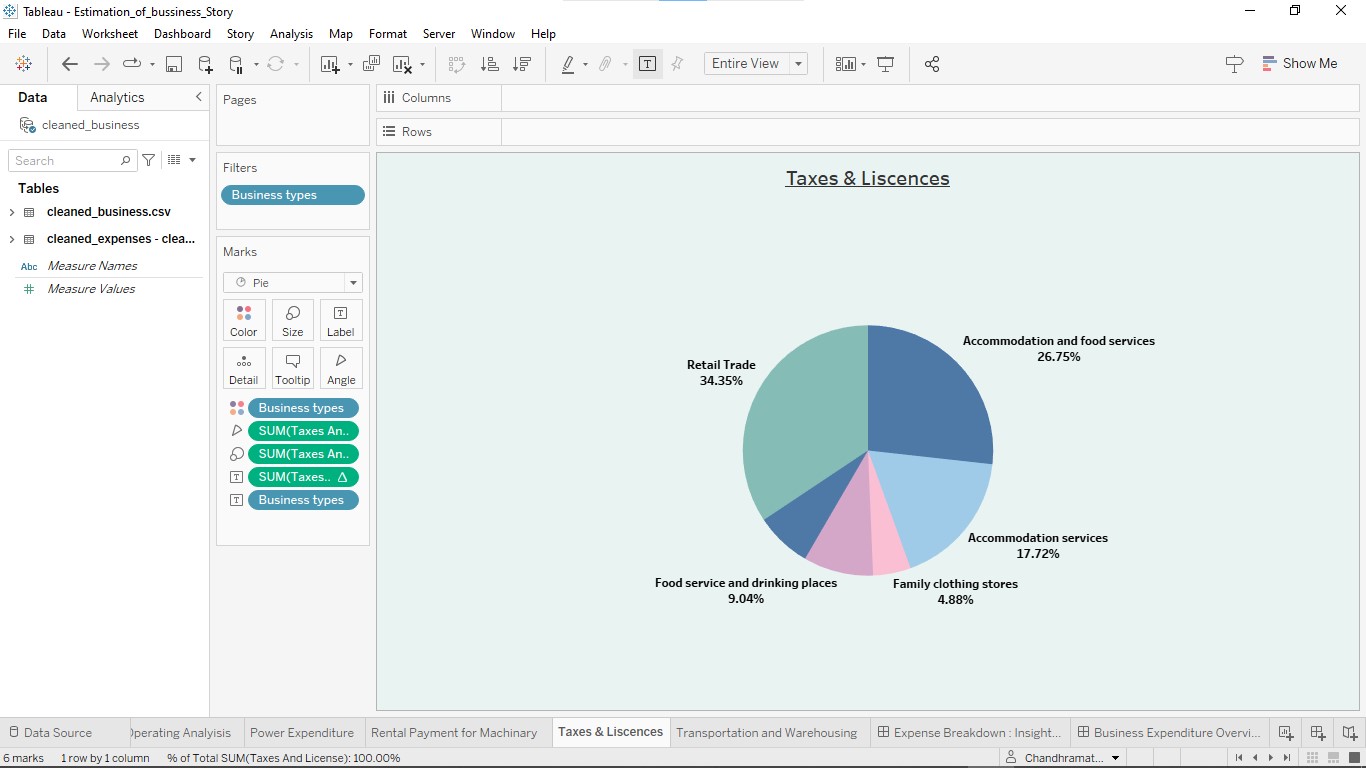 Tableau - Estimation_of_bussiness_Story
File Data Worksheet Dashboard Story Analysis Map Format Server Window Help
Entire View
Show Me
Data Analytics
cleaned_business
Search
Tables
cleaned_business.csv
cleaned_expenses - clea...
Abc Measure Names
# Measure Values
Pages
Filters
Business types
Marks
Pie
Color Size Label
Detail Tooltip Angle
Business types
SUM(Taxes An..
SUM(Taxes An..
SUM(Taxes.. Δ
Business types
Columns
Rows
Taxes & Liscences
Accommodation and food services
26.75%
Retail Trade
34.35%
Accommodation services
17.72%
Food service and drinking places
9.04%
Family clothing stores
4.88%
Data Source Operating Analyisis Power Expenditure Rental Payment for Machinary Taxes & Liscences Transportation and Warehousing Expense Breakdown : Insight... Business Expenditure Overvi...
6 marks 1 row by 1 column % of Total SUM(Taxes And License): 100.00% Chandhramat...